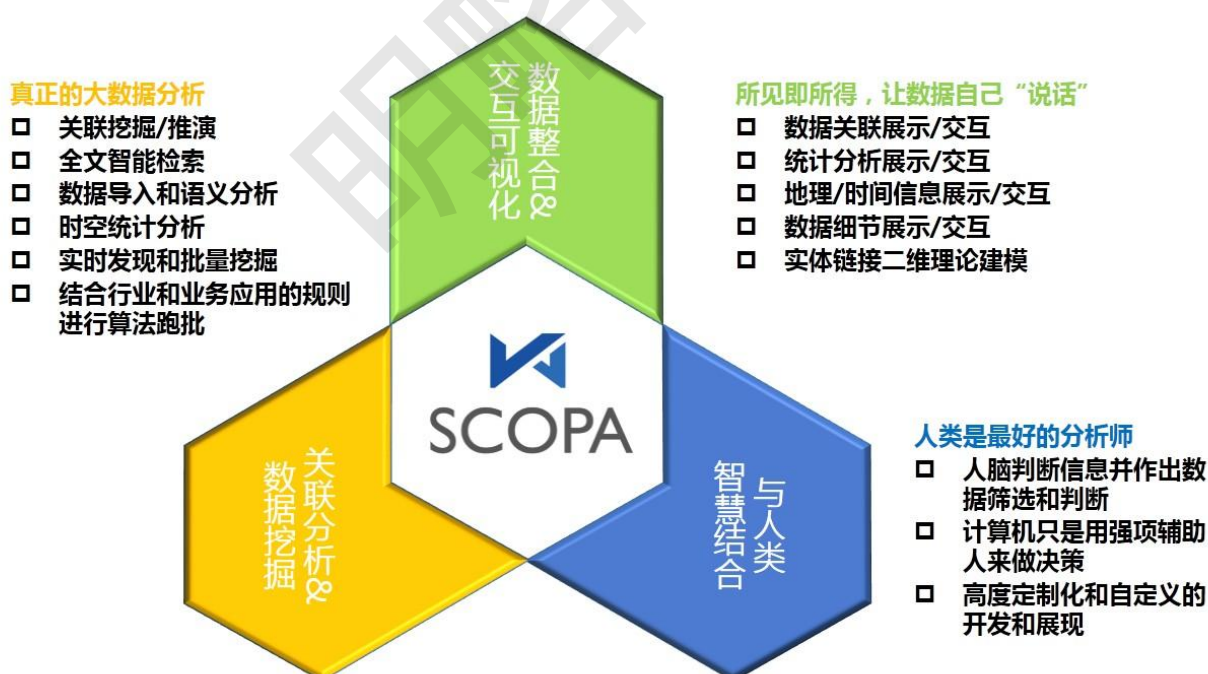 真正的大数据分析
关联挖掘/推演
全文智能检索
数据导入和语义分析
时空统计分析
实时发现和批量挖掘
结合行业和业务应用的规则
进行算法跑批
数据整合&
交互可视化
所见即所得，让数据自己“说话”
数据关联展示/交互
统计分析展示/交互
地理/时间信息展示/交互
数据细节展示/交互
实体链接二维理论建模
SCOPA
关联分析&
数据挖掘
与人类
智慧结合
人类是最好的分析师
人脑判断信息并作出数
据筛选和判断
计算机只是用强项辅助
人来做决策
高度定制化和自定义的
开发和展现
明略